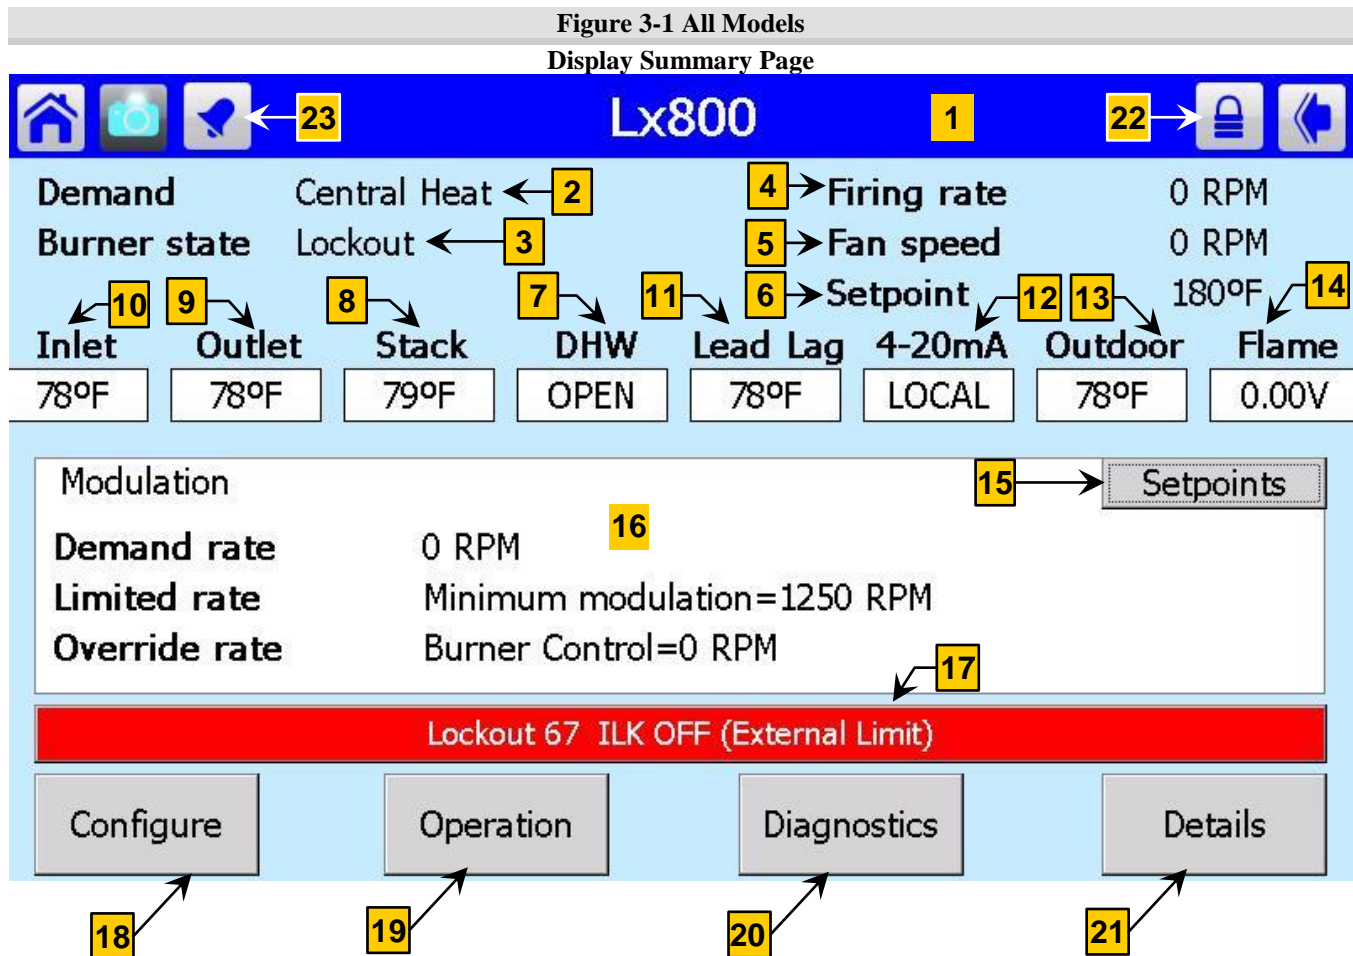 Figure 3-1 All Models
Display Summary Page
23 Lx800 1 22
Demand Central Heat 2 4 Firing rate 0 RPM
Burner state Lockout 3 5 Fan speed 0 RPM
10 9 8 7 11 6 Setpoint 12 13 180ºF 14
Inlet Outlet Stack DHW Lead Lag 4-20mA Outdoor Flame
78ºF 78ºF 79ºF OPEN 78ºF LOCAL 78ºF 0.00V
Modulation 15 Setpoints
16
Demand rate 0 RPM
Limited rate Minimum modulation=1250 RPM
Override rate Burner Control=0 RPM
17
Lockout 67 ILK OFF (External Limit)
Configure Operation Diagnostics Details
18 19 20 21